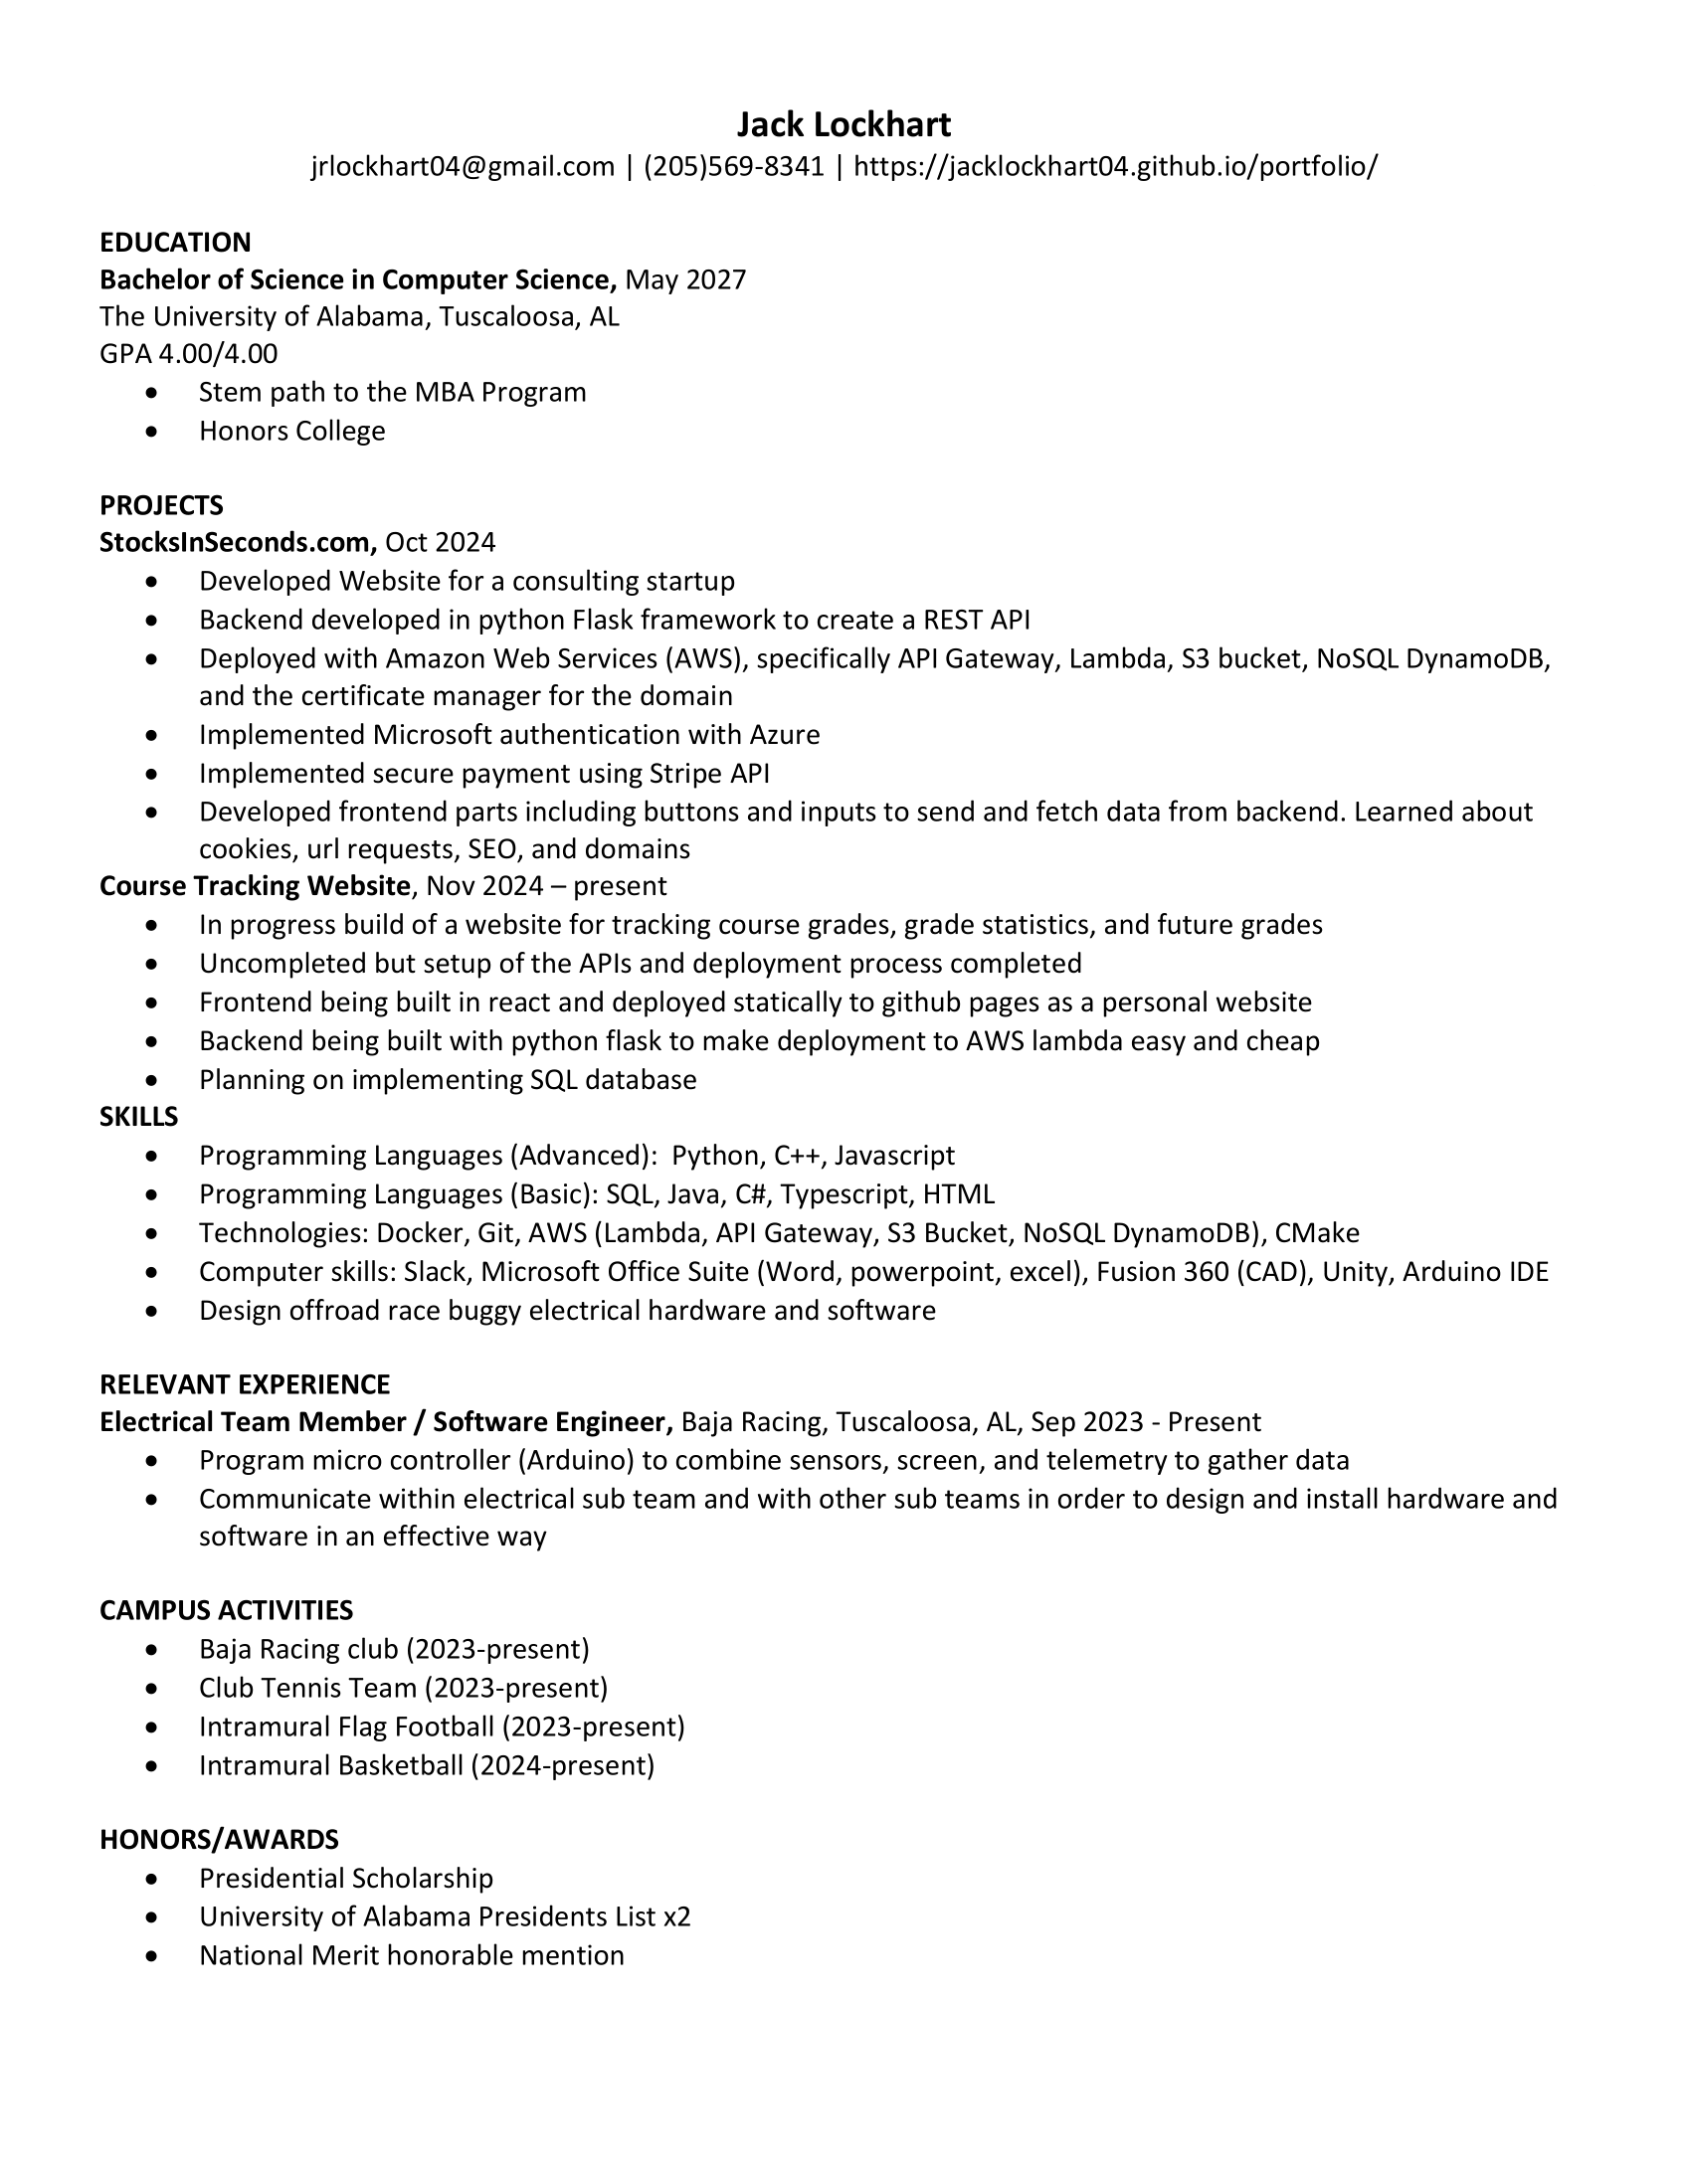 Jack Lockhart
jrlockhart04@gmail.com | (205)569-8341 | https://jacklockhart04.github.io/portfolio/
EDUCATION
Bachelor of Science in Computer Science, May 2027
The University of Alabama, Tuscaloosa, AL
GPA 4.00/4.00
• Stem path to the MBA Program
• Honors College
PROJECTS
StocksInSeconds.com, Oct 2024
• Developed Website for a consulting startup
• Backend developed in python Flask framework to create a REST API
• Deployed with Amazon Web Services (AWS), specifically API Gateway, Lambda, S3 bucket, NoSQL DynamoDB,
and the certificate manager for the domain
• Implemented Microsoft authentication with Azure
• Implemented secure payment using Stripe API
• Developed frontend parts including buttons and inputs to send and fetch data from backend. Learned about
cookies, url requests, SEO, and domains
Course Tracking Website, Nov 2024 – present
• In progress build of a website for tracking course grades, grade statistics, and future grades
• Uncompleted but setup of the APIs and deployment process completed
• Frontend being built in react and deployed statically to github pages as a personal website
• Backend being built with python flask to make deployment to AWS lambda easy and cheap
• Planning on implementing SQL database
SKILLS
• Programming Languages (Advanced):  Python, C++, Javascript
• Programming Languages (Basic): SQL, Java, C#, Typescript, HTML
• Technologies: Docker, Git, AWS (Lambda, API Gateway, S3 Bucket, NoSQL DynamoDB), CMake
• Computer skills: Slack, Microsoft Office Suite (Word, powerpoint, excel), Fusion 360 (CAD), Unity, Arduino IDE
• Design offroad race buggy electrical hardware and software
RELEVANT EXPERIENCE
Electrical Team Member / Software Engineer, Baja Racing, Tuscaloosa, AL, Sep 2023 - Present
• Program micro controller (Arduino) to combine sensors, screen, and telemetry to gather data
• Communicate within electrical sub team and with other sub teams in order to design and install hardware and
software in an effective way
CAMPUS ACTIVITIES
• Baja Racing club (2023-present)
• Club Tennis Team (2023-present)
• Intramural Flag Football (2023-present)
• Intramural Basketball (2024-present)
HONORS/AWARDS
• Presidential Scholarship
• University of Alabama Presidents List x2
• National Merit honorable mention